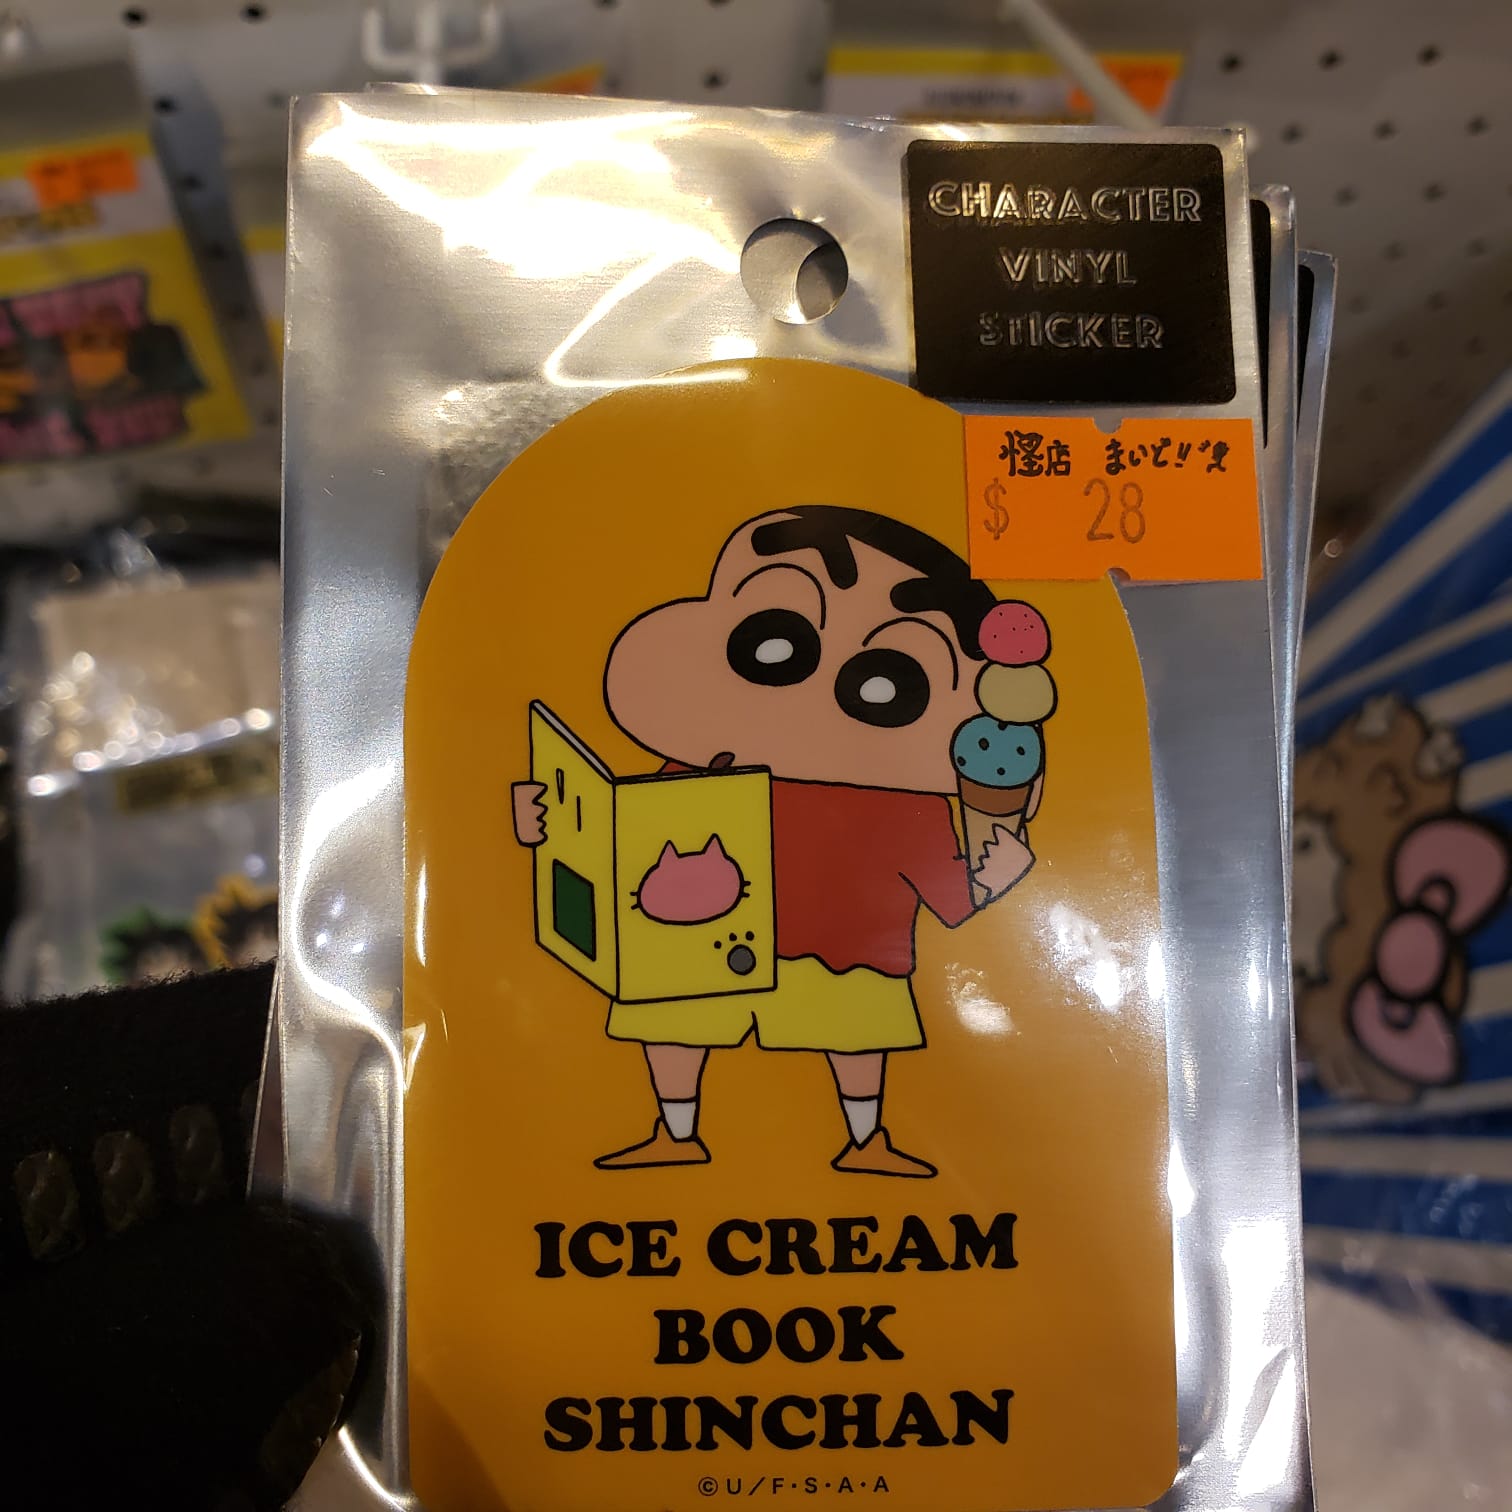 CHARACTER
VINYL
STICKER
怪店 まいど!!
$ 28
ICE CREAM
BOOK
SHINCHAN
©U/F・S・A・A